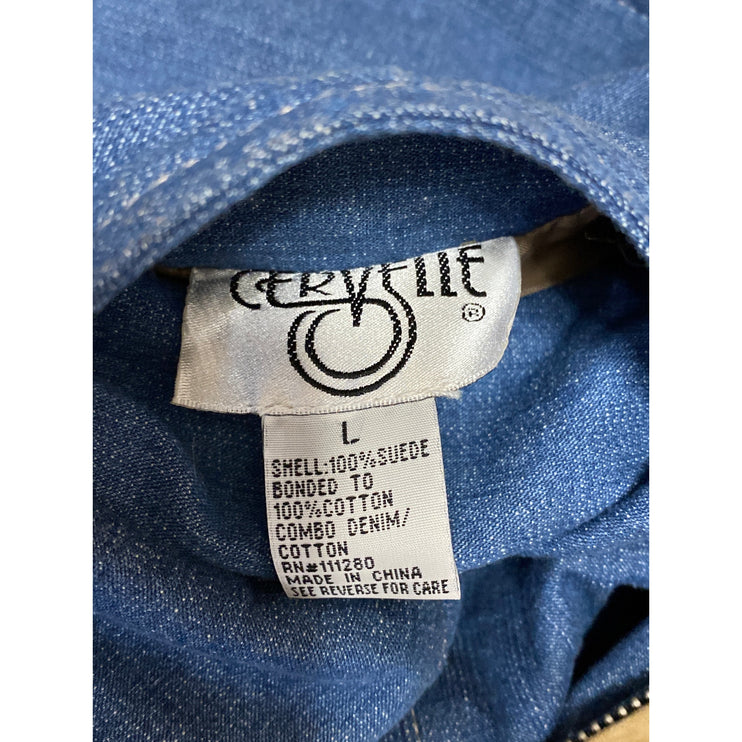 CERVELLE
®
L
SHELL:100%SUEDE
BONDED TO
100%COTTON
COMBO DENIM/
COTTON
RN#111280
MADE IN CHINA
SEE REVERSE FOR CARE